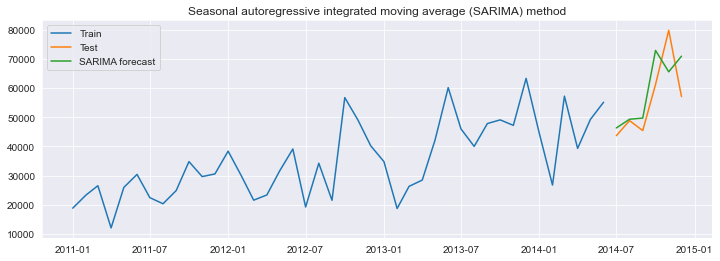 Seasonal autoregressive integrated moving average (SARIMA) method
Train
Test
SARIMA forecast
80000
70000
60000
50000
40000
30000
20000
10000
2011-01 2011-07 2012-01 2012-07 2013-01 2013-07 2014-01 2014-07 2015-01